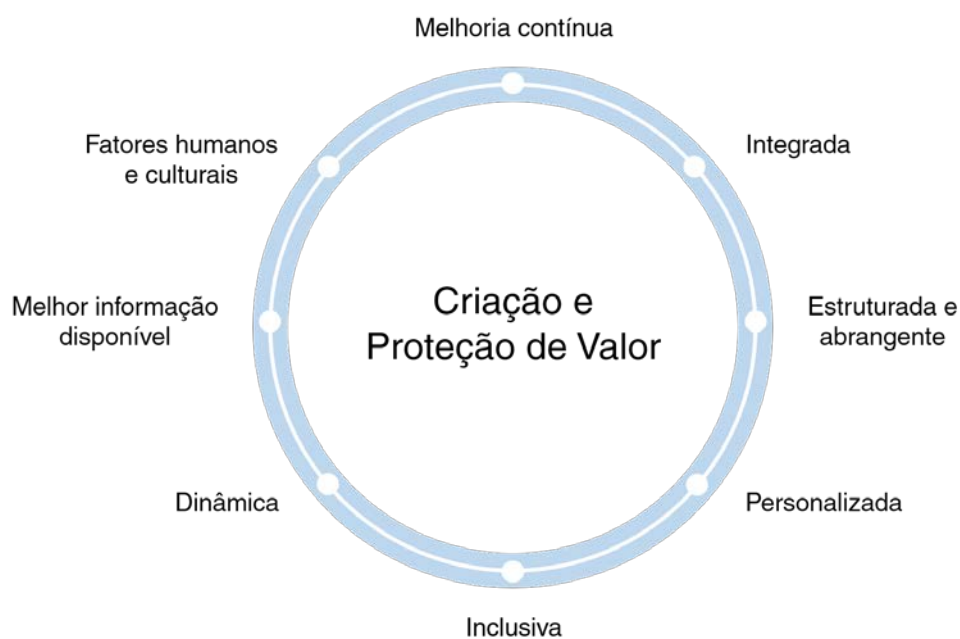 Melhoria contínua
Fatores humanos
e culturais
Integrada
Melhor informação
disponível
Criação e
Proteção de Valor
Estruturada e
abrangente
Dinâmica
Personalizada
Inclusiva